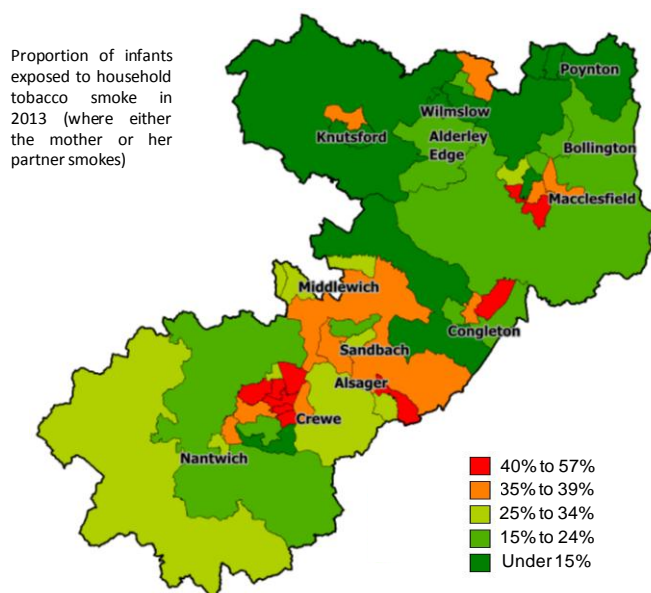 Proportion of infants
exposed to household
tobacco smoke in
2013 (where either
the mother or her
partner smokes)
Poynton
Wilmslow
Knutsford
Alderley
Edge
Bollington
Macclesfield
Middlewich
Congleton
Sandbach
Alsager
Crewe
Nantwich
40% to 57%
35% to 39%
25% to 34%
15% to 24%
Under 15%